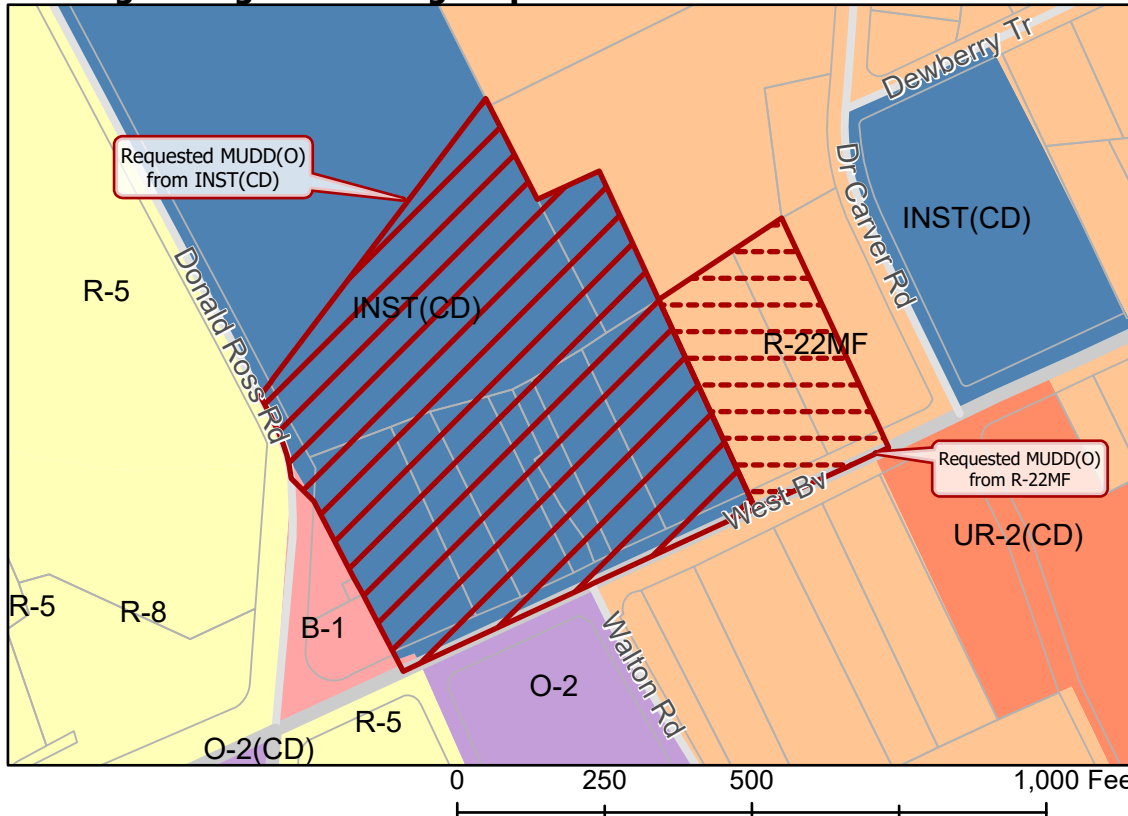 Dewberry Tr
Requested MUDD(O)
from INST(CD)
Dr Carver Rd
INST(CD)
R-5
Donald Ross Rd
INST(CD)
R-22MF
Requested MUDD(O)
from R-22MF
West Bv
UR-2(CD)
R-5
R-8
B-1
Walton Rd
O-2
R-5
O-2(CD)
0 250 500 1,000 Fee